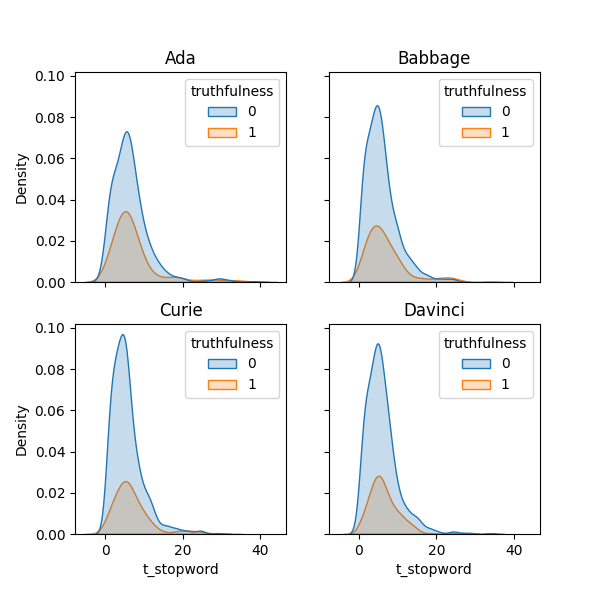 Ada
Babbage
0.10
0.08
0.06
0.04
0.02
0.00
Density
truthfulness
0
1
truthfulness
0
1
Curie
Davinci
0.10
0.08
0.06
0.04
0.02
0.00
Density
truthfulness
0
1
truthfulness
0
1
0 20 40
t_stopword
0 20 40
t_stopword